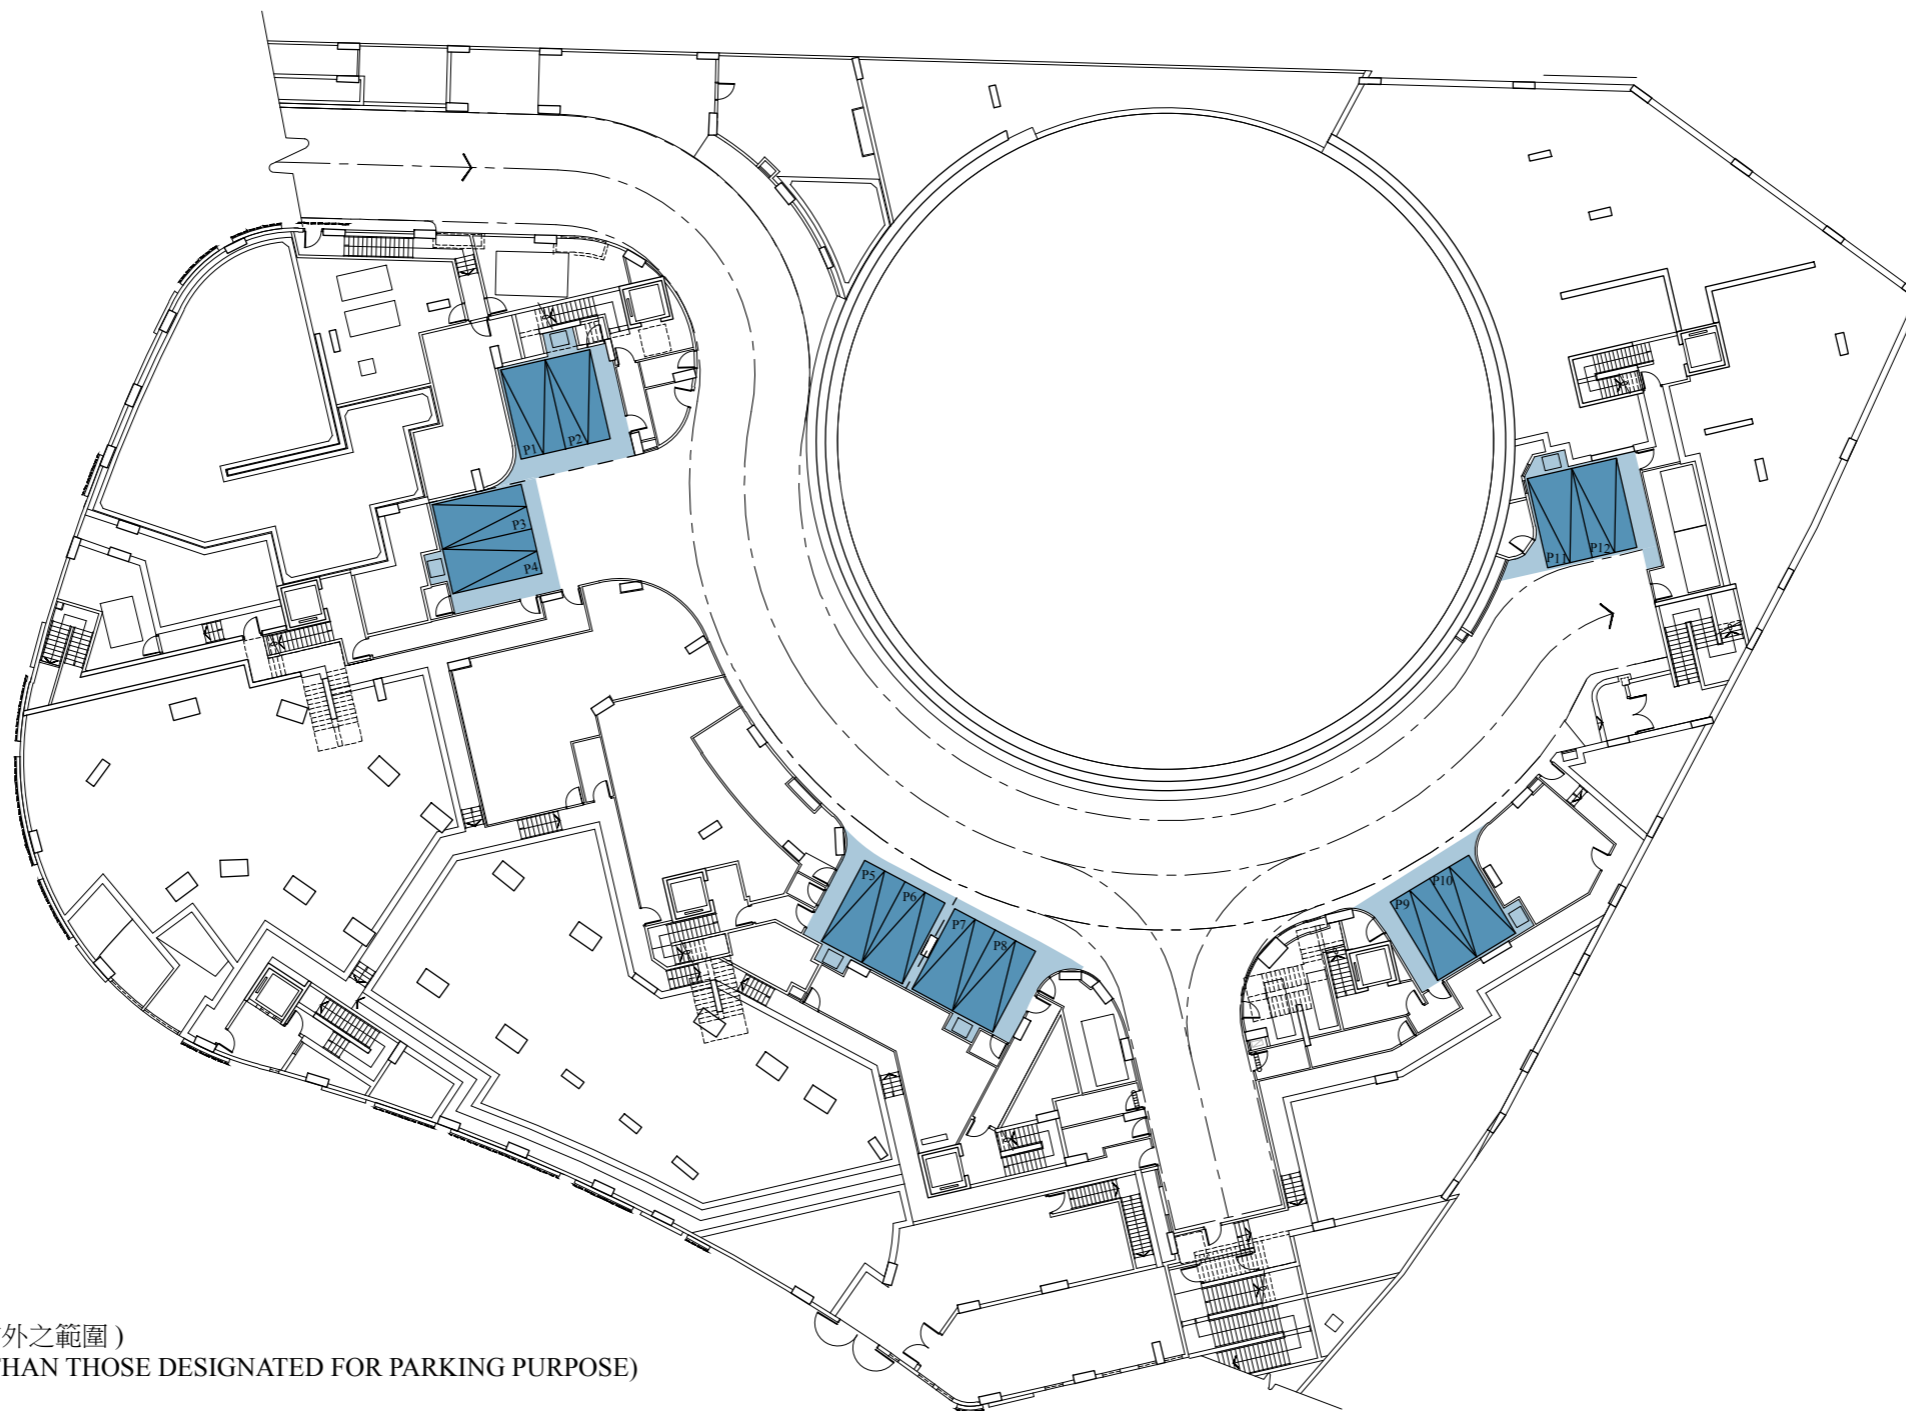 P1
P2
P3
P4
P5
P6
P7
P8
P9
P10
P11
P12
外之範圍 )
THAN THOSE DESIGNATED FOR PARKING PURPOSE)